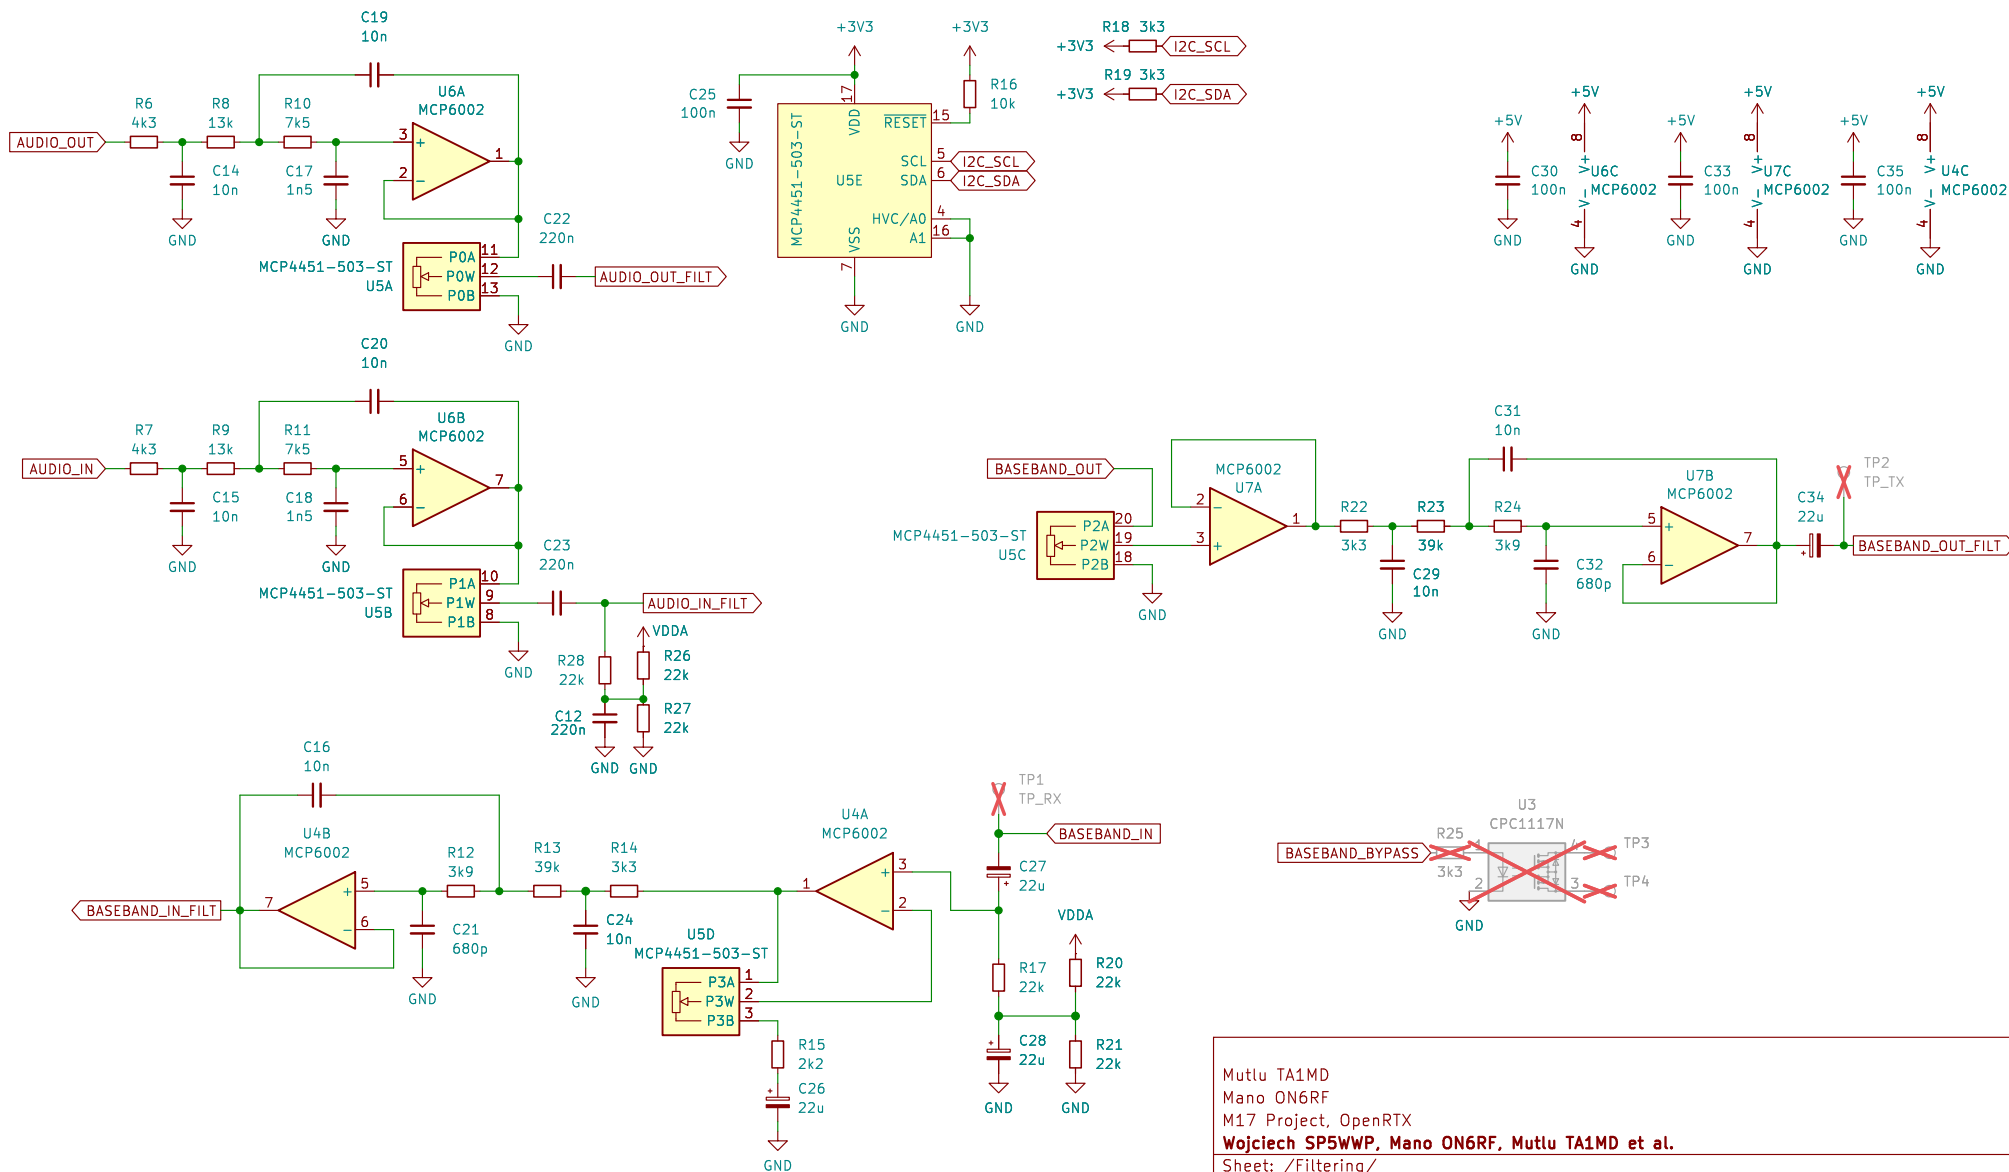 C19
10n
R6
4k3
R8
13k
R10
7k5
U6A
MCP6002
AUDIO_OUT
C14
10n
C17
1n5
3
+
2
−
1
GND
GND
C22
220n
MCP4451-503-ST
U5A
P0A
11
P0W
12
P0B
13
AUDIO_OUT_FILT
GND
+3V3
+3V3
C25
100n
GND
17
VDD
MCP4451-503-ST
U5E
VSS
7
RESET
15
R16
10k
SCL
5
I2C_SCL
SDA
6
I2C_SDA
HVC/A0
4
A1
16
GND
GND
R18 3k3
+3V3
I2C_SCL
R19 3k3
+3V3
I2C_SDA
+5V
C30
100n
GND
+5V
8
V+
U6C
MCP6002
V-
4
GND
+5V
C33
100n
GND
+5V
8
V+
U7C
MCP6002
V-
4
GND
+5V
C35
100n
GND
+5V
8
V+
U4C
MCP6002
V-
4
GND
C20
10n
R7
4k3
R9
13k
R11
7k5
U6B
MCP6002
AUDIO_IN
C15
10n
C18
1n5
5
+
6
−
7
GND
GND
C23
220n
MCP4451-503-ST
U5B
P1A
10
P1W
9
P1B
8
AUDIO_IN_FILT
GND
VDDA
R28
22k
R26
22k
C12
220n
R27
22k
GND
GND
BASEBAND_OUT
MCP4451-503-ST
U5C
P2A
20
P2W
19
P2B
18
GND
MCP6002
U7A
2
−
3
+
1
R22
3k3
R23
39k
R24
3k9
C31
10n
C29
10n
GND
C32
680p
GND
U7B
MCP6002
5
+
6
−
7
C34
22u
+
TP2
TP_TX
BASEBAND_OUT_FILT
C16
10n
U4B
MCP6002
R12
3k9
R13
39k
R14
3k3
U4A
MCP6002
BASEBAND_IN_FILT
7
5
+
6
−
C21
680p
GND
C24
10n
GND
1
3
+
2
−
TP1
TP_RX
BASEBAND_IN
C27
22u
+
U5D
MCP4451-503-ST
P3A
1
P3W
2
P3B
3
R15
2k2
+
C26
22u
GND
VDDA
R17
22k
R20
22k
+
C28
22u
R21
22k
GND
GND
U3
CPC1117N
BASEBAND_BYPASS
R25
3k3
1
2
4
3
TP3
TP4
GND
Mutlu TA1MD
Mano ON6RF
M17 Project, OpenRTX
Wojciech SP5WWP, Mano ON6RF, Mutlu TA1MD et al.
Sheet: /Filtering/